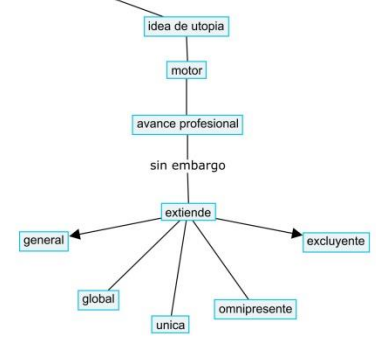 idea de utopia
motor
avance profesional
sin embargo
extiende
general
excluyente
global
omnipresente
unica